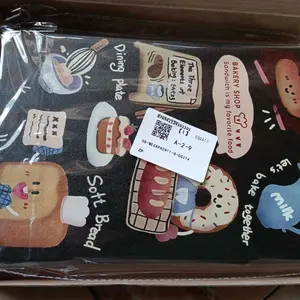 Dining plate
The Three
Elements of
Baking
BAKERY SHOP
Sandwich is my favorite food
[1]
A-2-9
let's
bake together
Soft Bread
milk